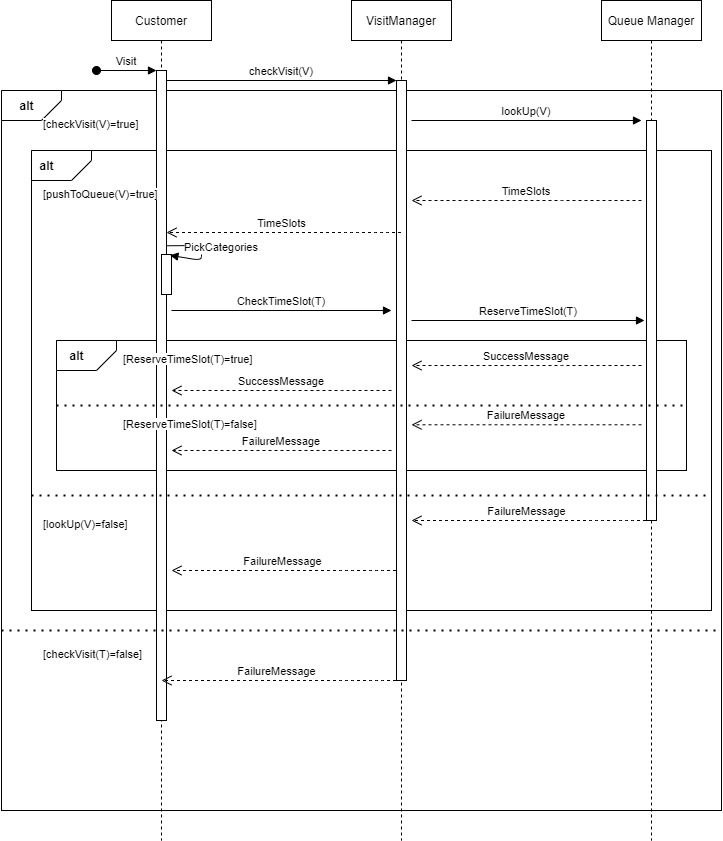 Customer
VisitManager
Queue Manager
Visit
checkVisit(V)
alt
[checkVisit(V)=true]
lookUp(V)
alt
[pushToQueue(V)=true]
TimeSlots
TimeSlots
PickCategories
CheckTimeSlot(T)
ReserveTimeSlot(T)
alt
[ReserveTimeSlot(T)=true]
SuccessMessage
SuccessMessage
[ReserveTimeSlot(T)=false]
FailureMessage
FailureMessage
[lookUp(V)=false]
FailureMessage
FailureMessage
[checkVisit(T)=false]
FailureMessage